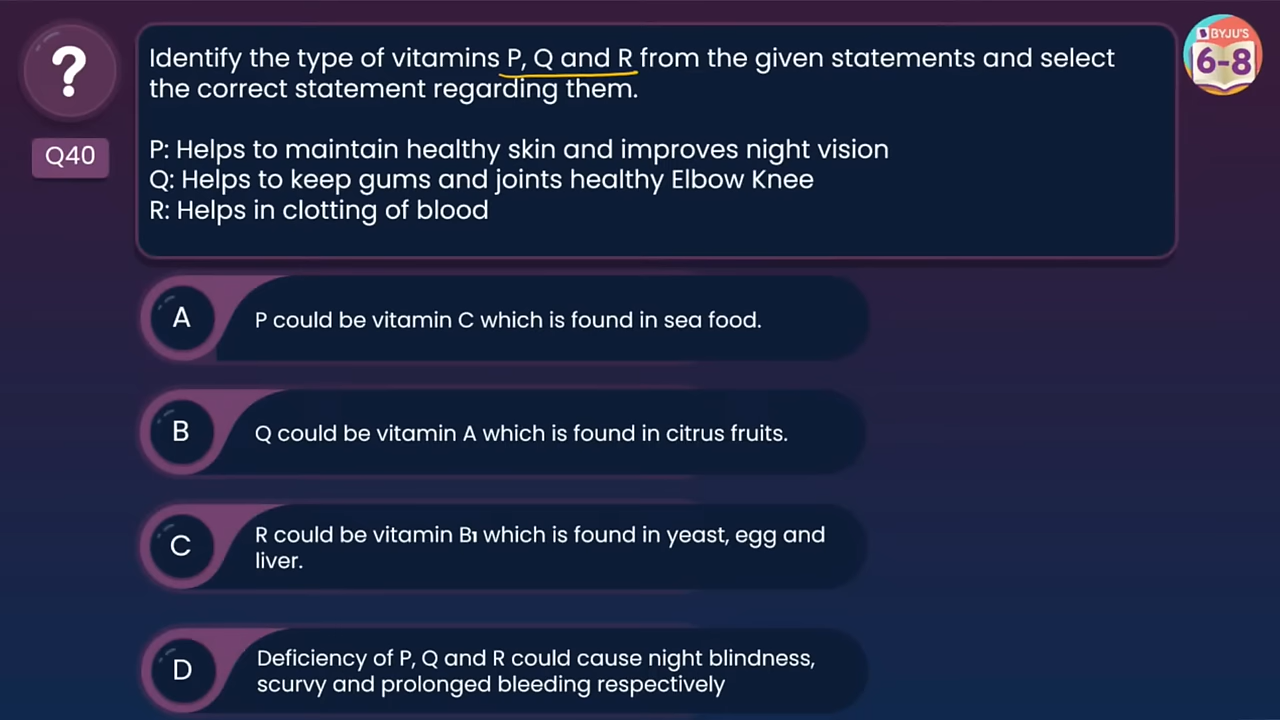 ?
BYJU'S
6-8
Q40
Identify the type of vitamins P, Q and R from the given statements and select
the correct statement regarding them.
P: Helps to maintain healthy skin and improves night vision
Q: Helps to keep gums and joints healthy Elbow Knee
R: Helps in clotting of blood
A
P could be vitamin C which is found in sea food.
B
Q could be vitamin A which is found in citrus fruits.
C
R could be vitamin B₁ which is found in yeast, egg and
liver.
D
Deficiency of P, Q and R could cause night blindness,
scurvy and prolonged bleeding respectively